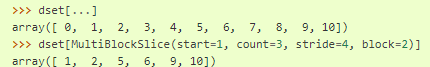 >>> dset[...]
array([ 0,  1,  2,  3,  4,  5,  6,  7,  8,  9, 10])
>>> dset[MultiBlockSlice(start=1, count=3, stride=4, block=2)]
array([ 1,  2,  5,  6,  9, 10])